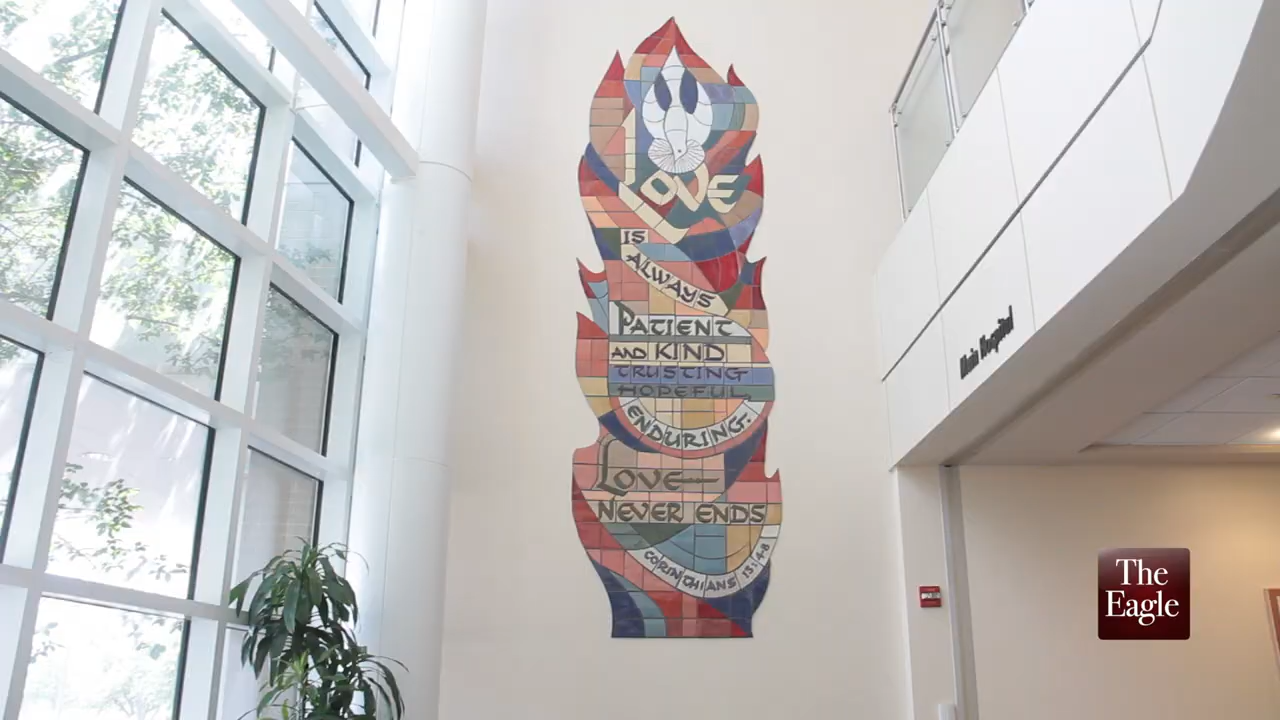 LOVE
IS
ALWAYS
PATIENT
AND KIND
TRUSTING
HOPEFUL
ENDURING.
LOVE
NEVER ENDS
CORINTHIANS 13:4-8
Main Hospital
The
Eagle